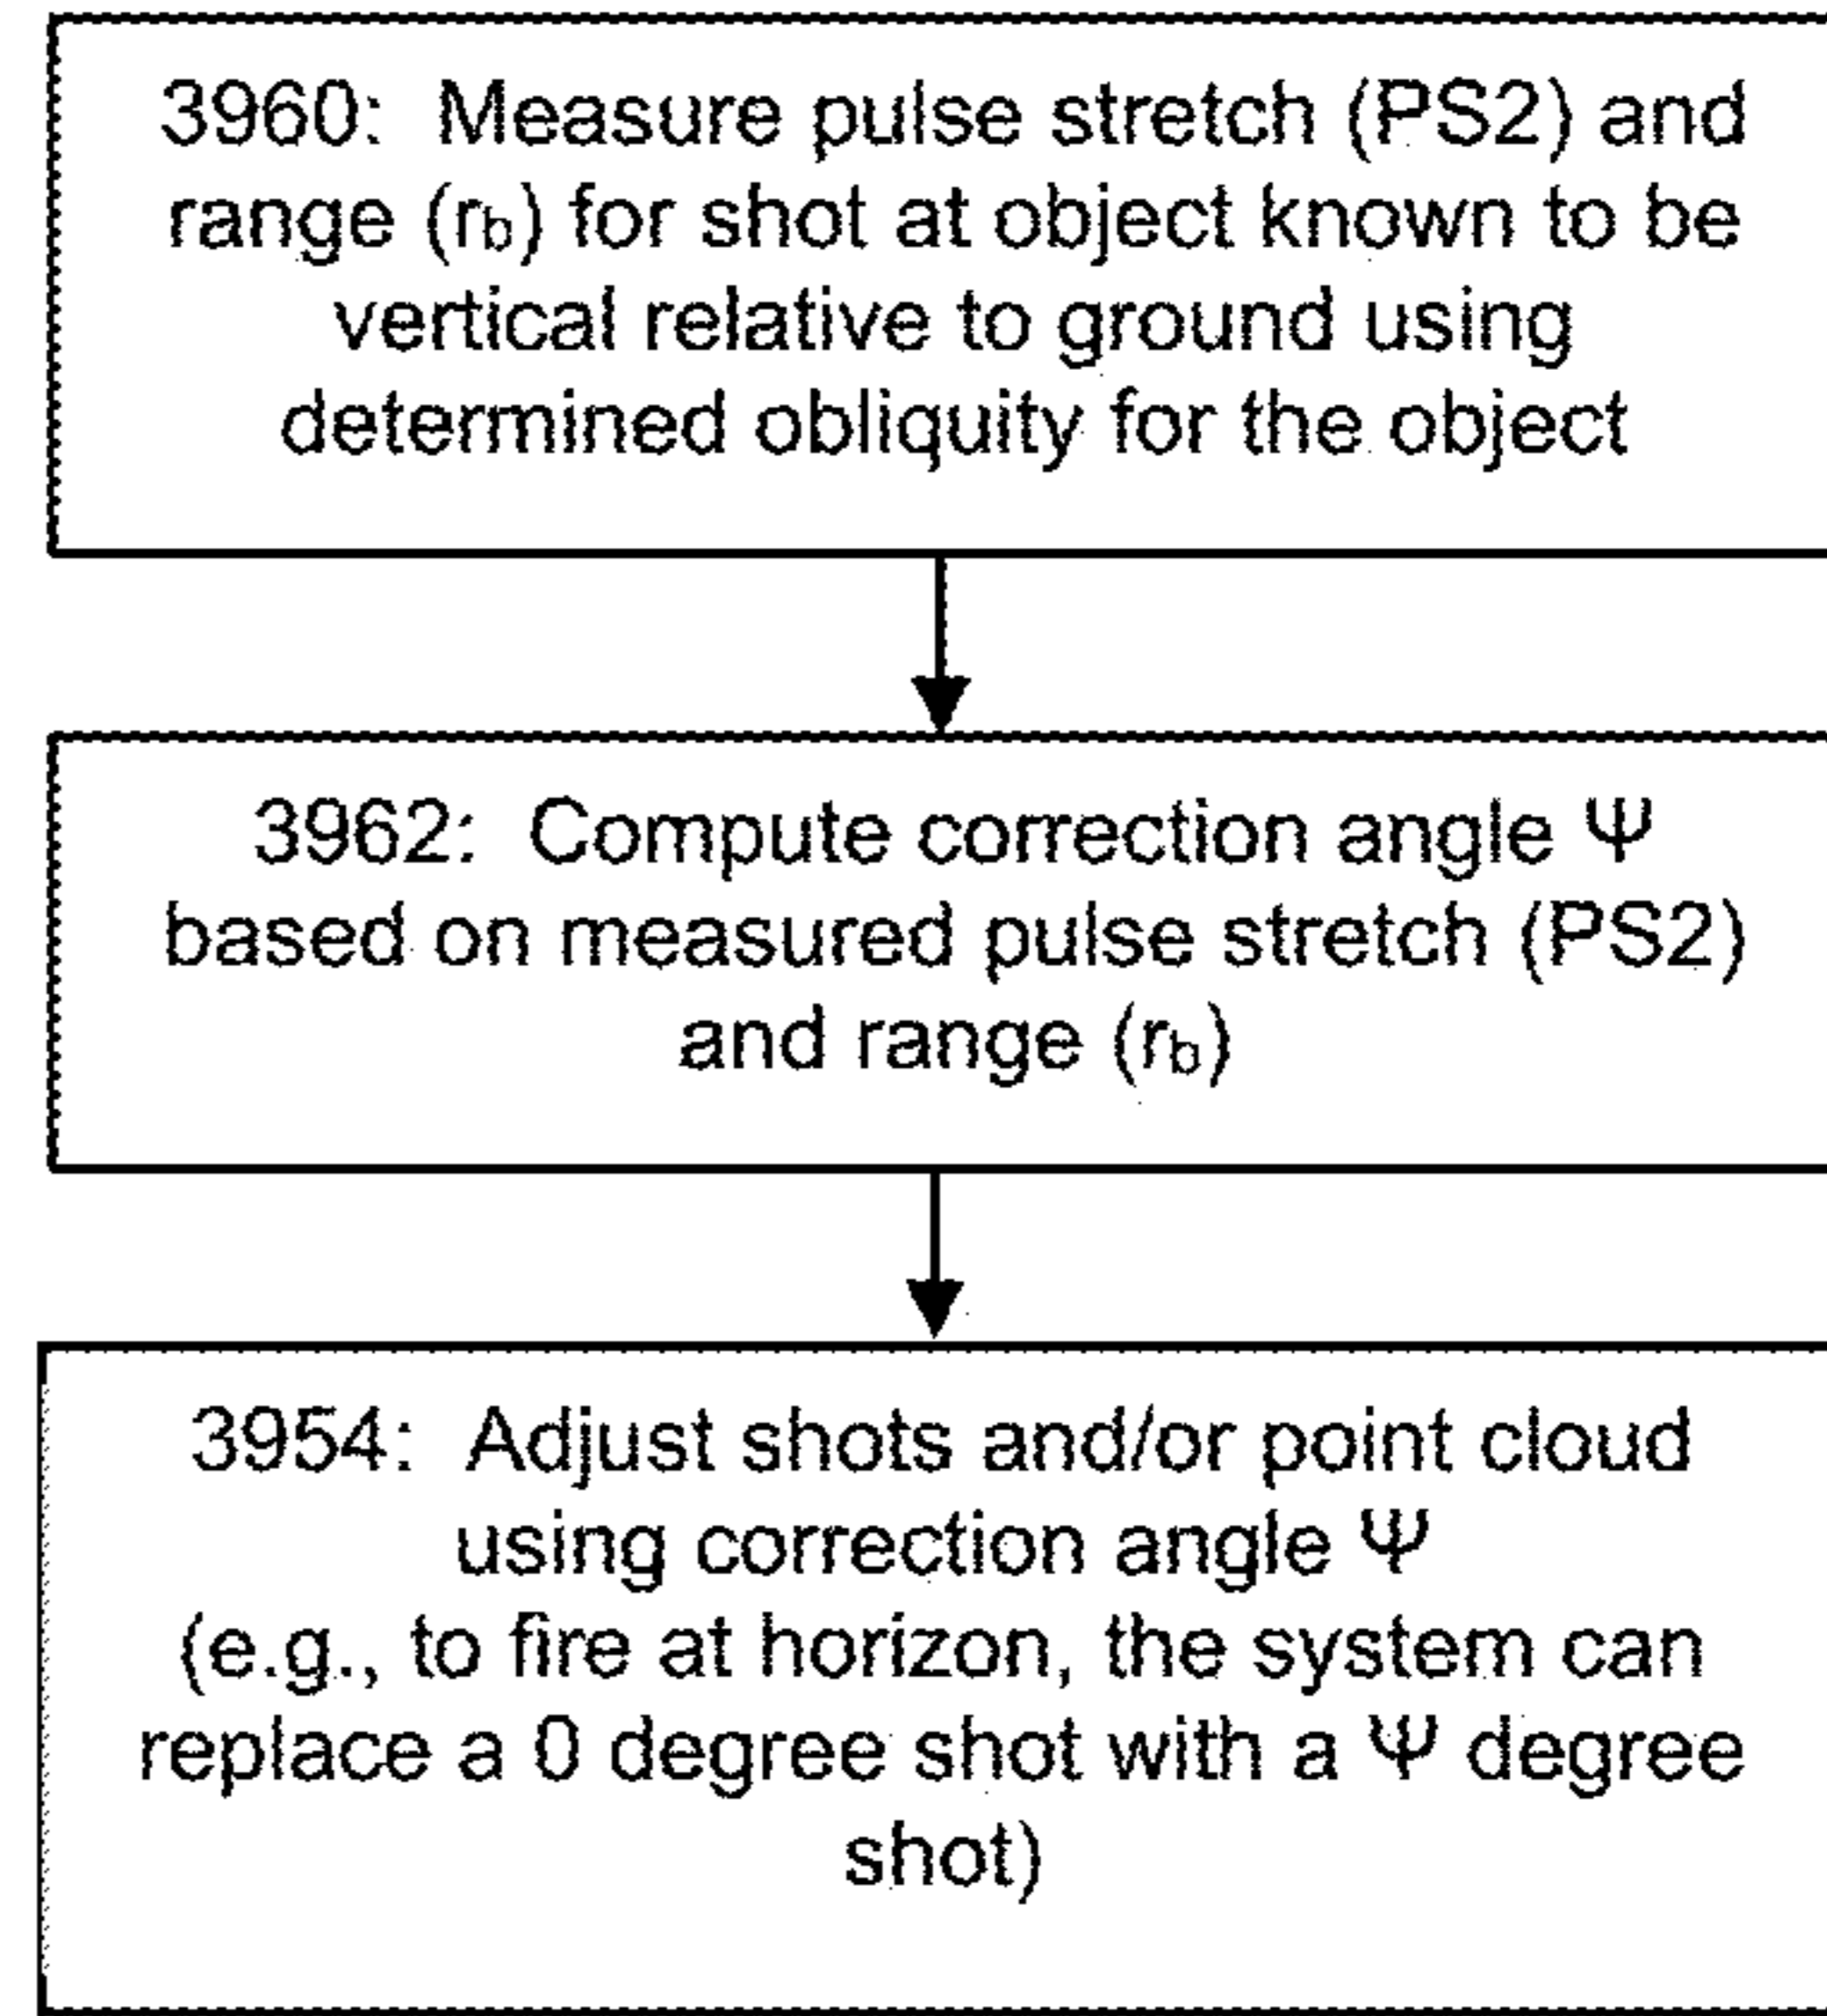 3960: Measure pulse stretch (PS2) and
range (rb) for shot at object known to be
vertical relative to ground using
determined obliquity for the object
3962: Compute correction angle Ψ
based on measured pulse stretch (PS2)
and range (rb)
3954: Adjust shots and/or point cloud
using correction angle Ψ
(e.g., to fire at horizon, the system can
replace a 0 degree shot with a Ψ degree
shot)